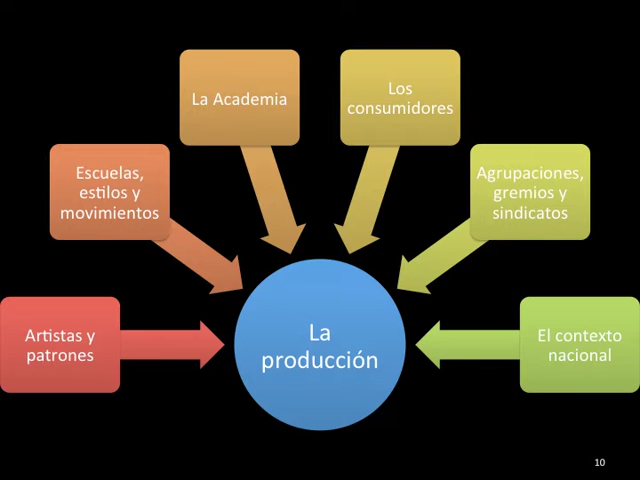 La Academia
Los
consumidores
Escuelas,
estilos y
movimientos
Agrupaciones,
gremios y
sindicatos
Artistas y
patrones
La
producción
El contexto
nacional
10